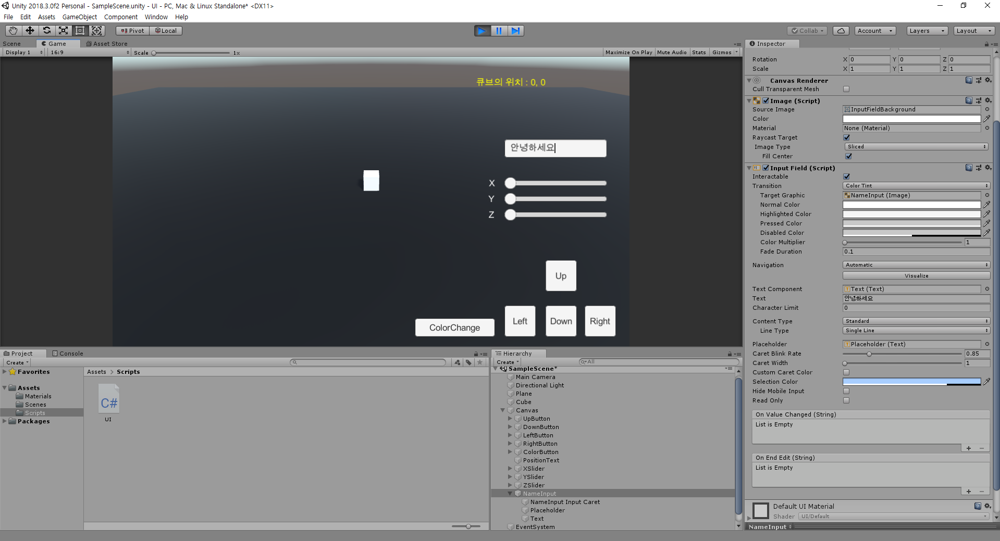 Unity 2018.3.0f2 Personal - SampleScene.unity - UI - PC, Mac & Linux Standalone* <DX11>
File Edit Assets GameObject Component Window Help
Pivot Local Collab Account Layers Layout
Scene Game Asset Store
Display 1 16:9 Scale 1x Maximize On Play Mute Audio Stats Gizmos
큐브의 위치 : 0, 0
안녕하세요
X
Y
Z
Up
Left Down Right
ColorChange
Project Console
Create
Favorites
Assets
Materials
Scenes
Scripts
Packages
Assets > Scripts
C#
UI
Hierarchy
Create All
SampleScene*
Main Camera
Directional Light
Plane
Cube
Canvas
UpButton
DownButton
LeftButton
RightButton
ColorButton
PositionText
XSlider
YSlider
ZSlider
NameInput
NameInput Input Caret
Placeholder
Text
EventSystem
Inspector
Rotation X 0 Y 0 Z 0
Scale X 1 Y 1 Z 1
Canvas Renderer
Cull Transparent Mesh
Image (Script)
Source Image InputFieldBackground
Color
Material None (Material)
Raycast Target
Image Type Sliced
Fill Center
Input Field (Script)
Interactable
Transition Color Tint
Target Graphic NameInput (Image)
Normal Color
Highlighted Color
Pressed Color
Disabled Color
Color Multiplier 1
Fade Duration 0.1
Navigation Automatic
Visualize
Text Component Text (Text)
Text 안녕하세요
Character Limit 0
Content Type Standard
Line Type Single Line
Placeholder Placeholder (Text)
Caret Blink Rate 0.85
Caret Width 1
Custom Caret Color
Selection Color
Hide Mobile Input
Read Only
On Value Changed (String)
List is Empty
+ −
On End Edit (String)
List is Empty
+ −
Default UI Material
Shader UI/Default
NameInput